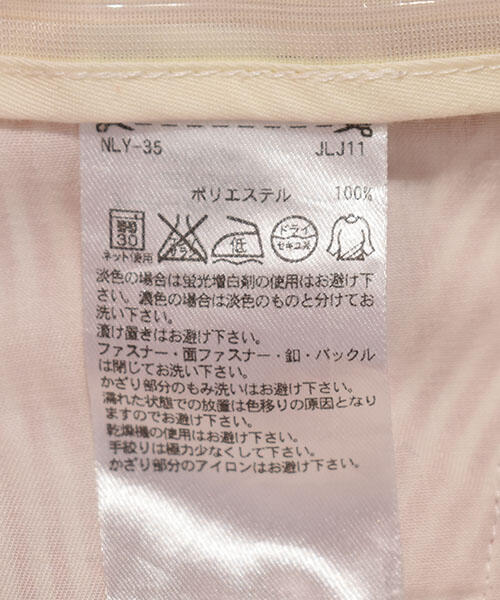 NLY-35 JLJ11
ポリエステル 100%
弱 30 エンソサラシ 低 ドライ セキユ系
ネット使用
淡色の場合は蛍光増白剤の使用はお避け下
さい。濃色の場合は淡色のものと分けてお
洗い下さい。
漬け置きはお避け下さい。
ファスナー・面ファスナー・釦・バックル
は閉じてお洗い下さい。
かざり部分のもみ洗いはお避け下さい。
濡れた状態での放置は色移りの原因となり
ますのでお避け下さい。
乾燥機の使用はお避け下さい。
手絞りは極力少なくして下さい。
かざり部分のアイロンはお避け下さい。